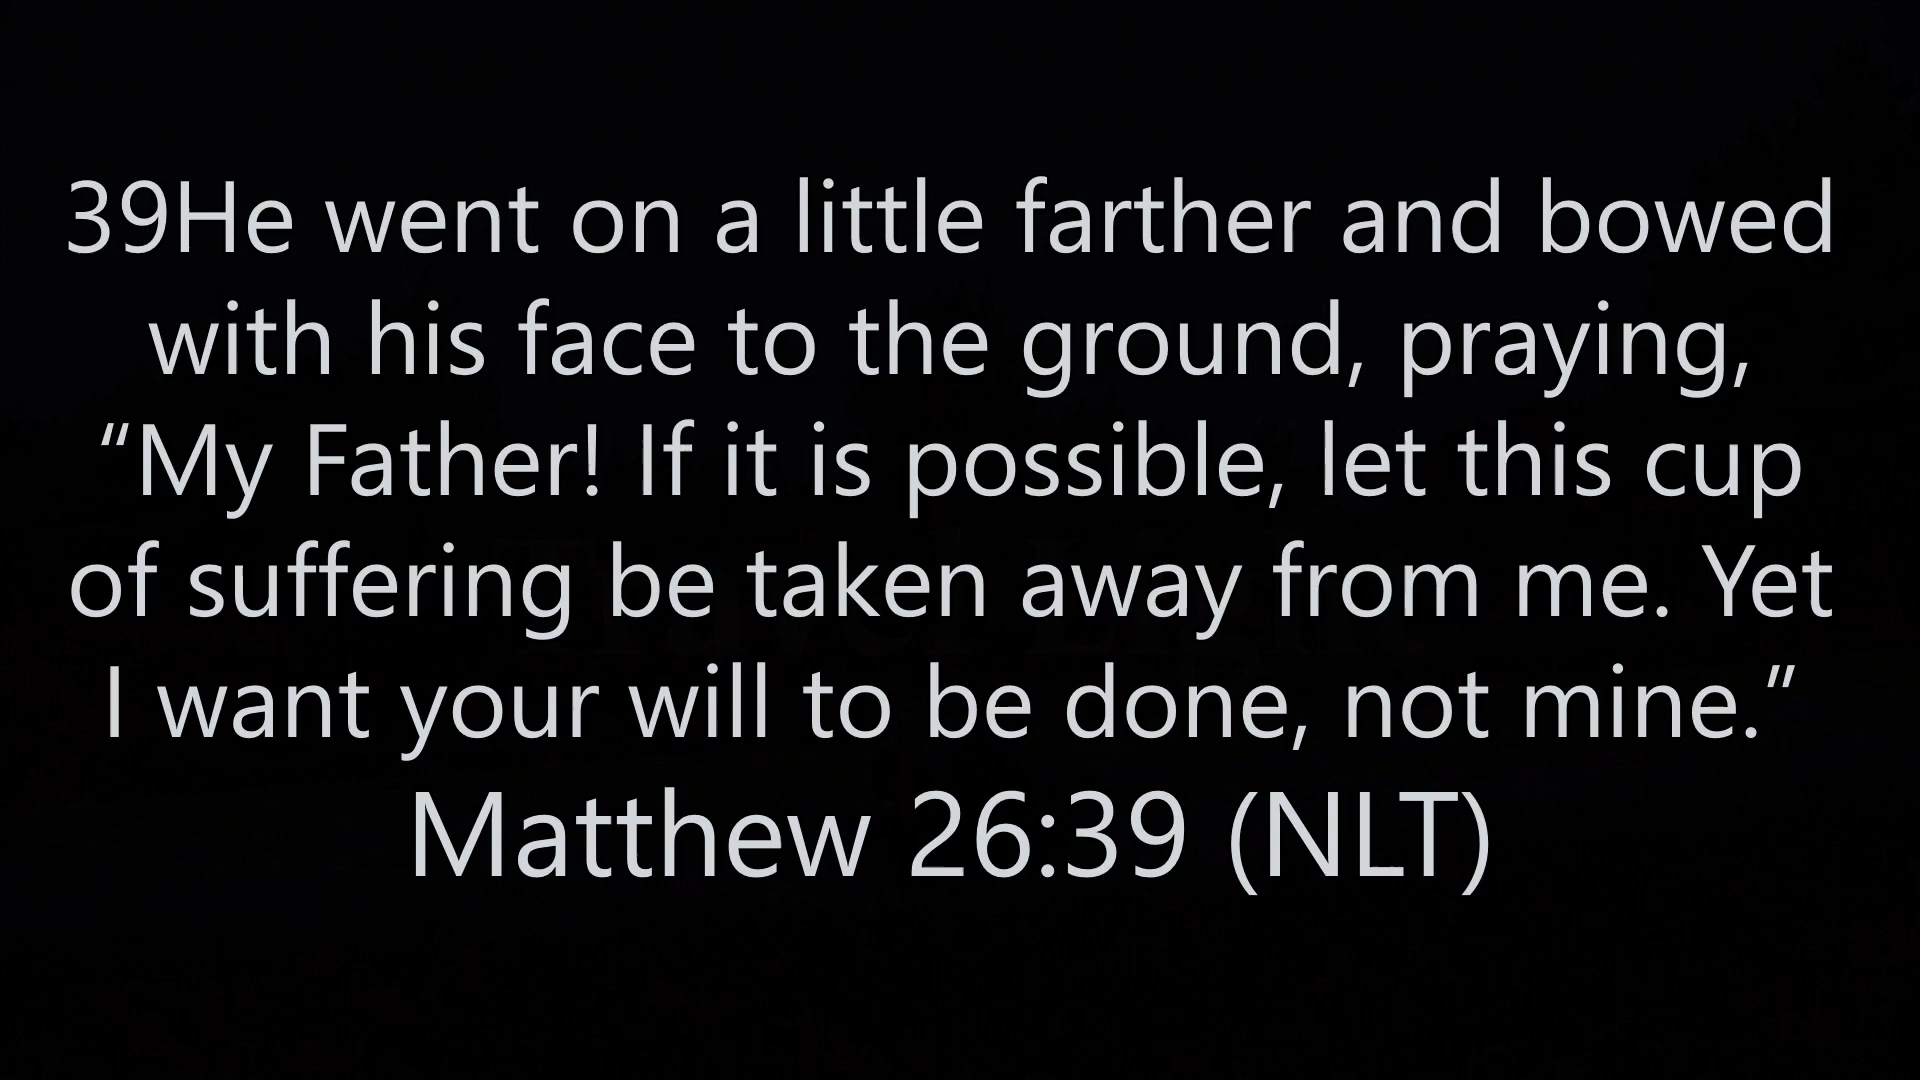 39He went on a little farther and bowed
with his face to the ground, praying,
“My Father! If it is possible, let this cup
of suffering be taken away from me. Yet
I want your will to be done, not mine.”
Matthew 26:39 (NLT)